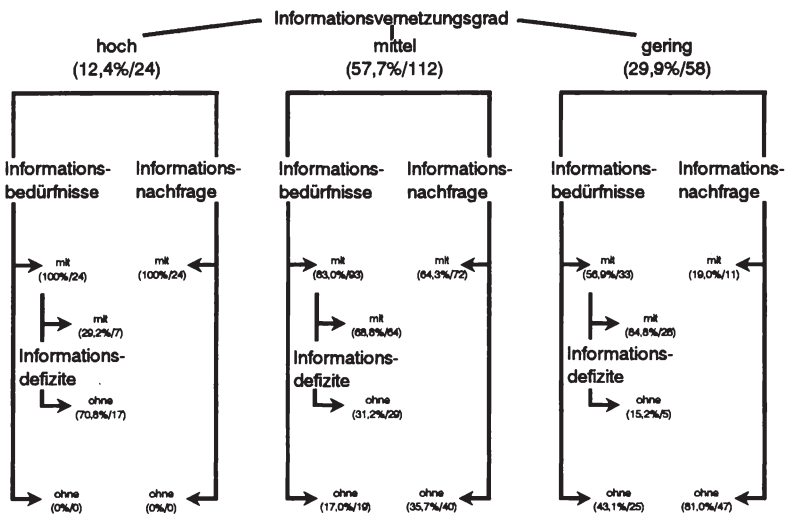 Informationsvernetzungsgrad
hoch
(12,4%/24)
mittel
(57,7%/112)
gering
(29,9%/58)
Informations-
bedürfnisse
Informations-
nachfrage
mit
(100%/24)
mit
(100%/24)
mit
(29,2%/7)
Informations-
defizite
ohne
(70,8%/17)
ohne
(0%/0)
ohne
(0%/0)
Informations-
bedürfnisse
Informations-
nachfrage
mit
(83,0%/93)
mit
(64,3%/72)
mit
(68,8%/64)
Informations-
defizite
ohne
(31,2%/29)
ohne
(17,0%/19)
ohne
(35,7%/40)
Informations-
bedürfnisse
Informations-
nachfrage
mit
(56,9%/33)
mit
(19,0%/11)
mit
(84,8%/28)
Informations-
defizite
ohne
(15,2%/5)
ohne
(43,1%/25)
ohne
(81,0%/47)